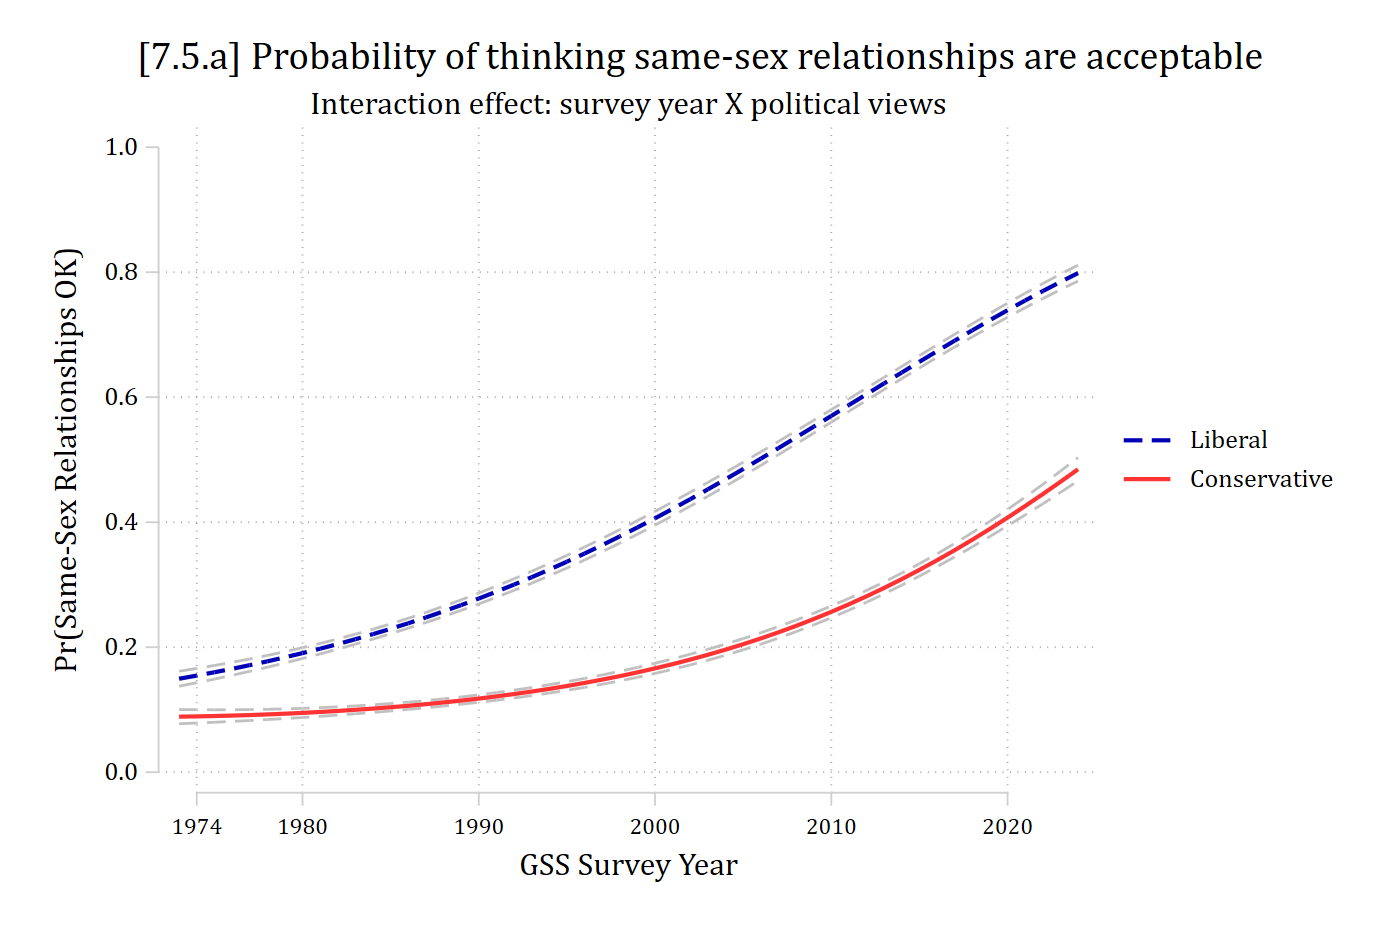 [7.5.a] Probability of thinking same-sex relationships are acceptable
Interaction effect: survey year X political views
1.0
0.8
0.6
0.4
0.2
0.0
Pr(Same-Sex Relationships OK)
1974 1980 1990 2000 2010 2020
GSS Survey Year
Liberal
Conservative